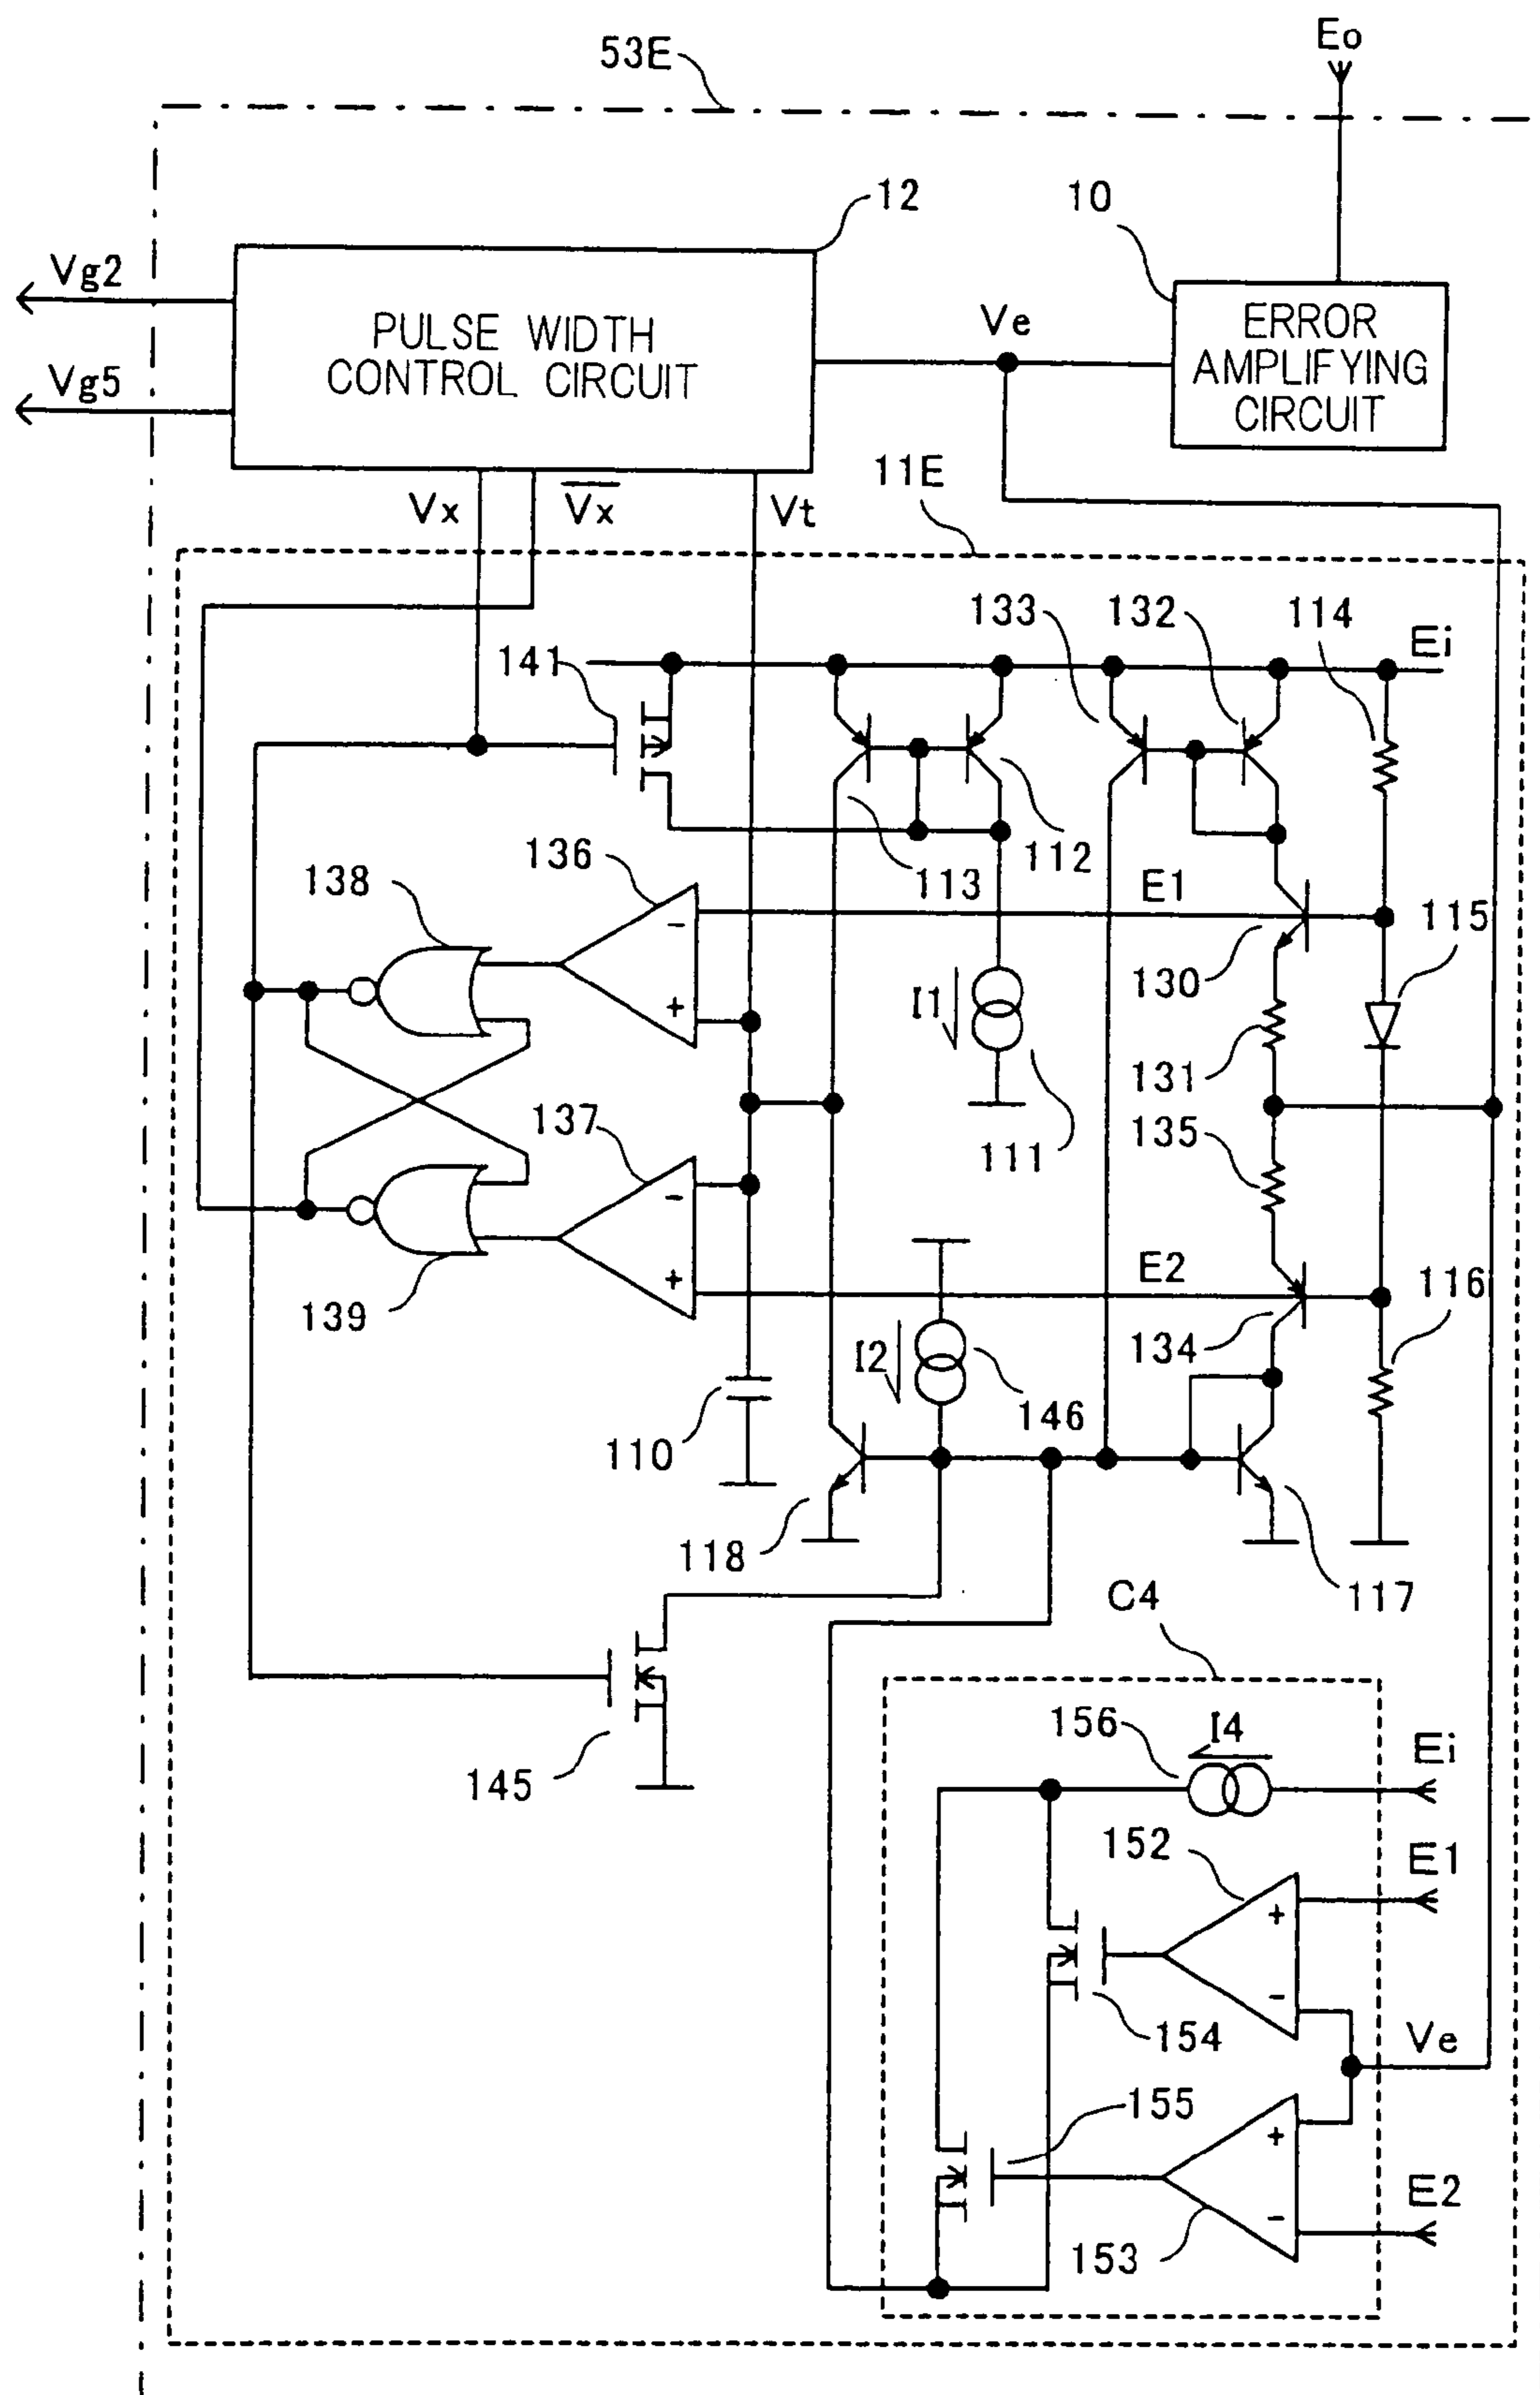 53E
Eo
12
10
Vg2
PULSE WIDTH
CONTROL CIRCUIT
Ve
ERROR
AMPLIFYING
CIRCUIT
Vg5
11E
Vx
V̅x̅
Vt
133
132
114
Ei
141
136
112
138
113
E1
115
130
I1
131
137
111
135
139
E2
116
I2
134
146
110
118
117
C4
145
156
I4
Ei
152
E1
154
Ve
155
E2
153